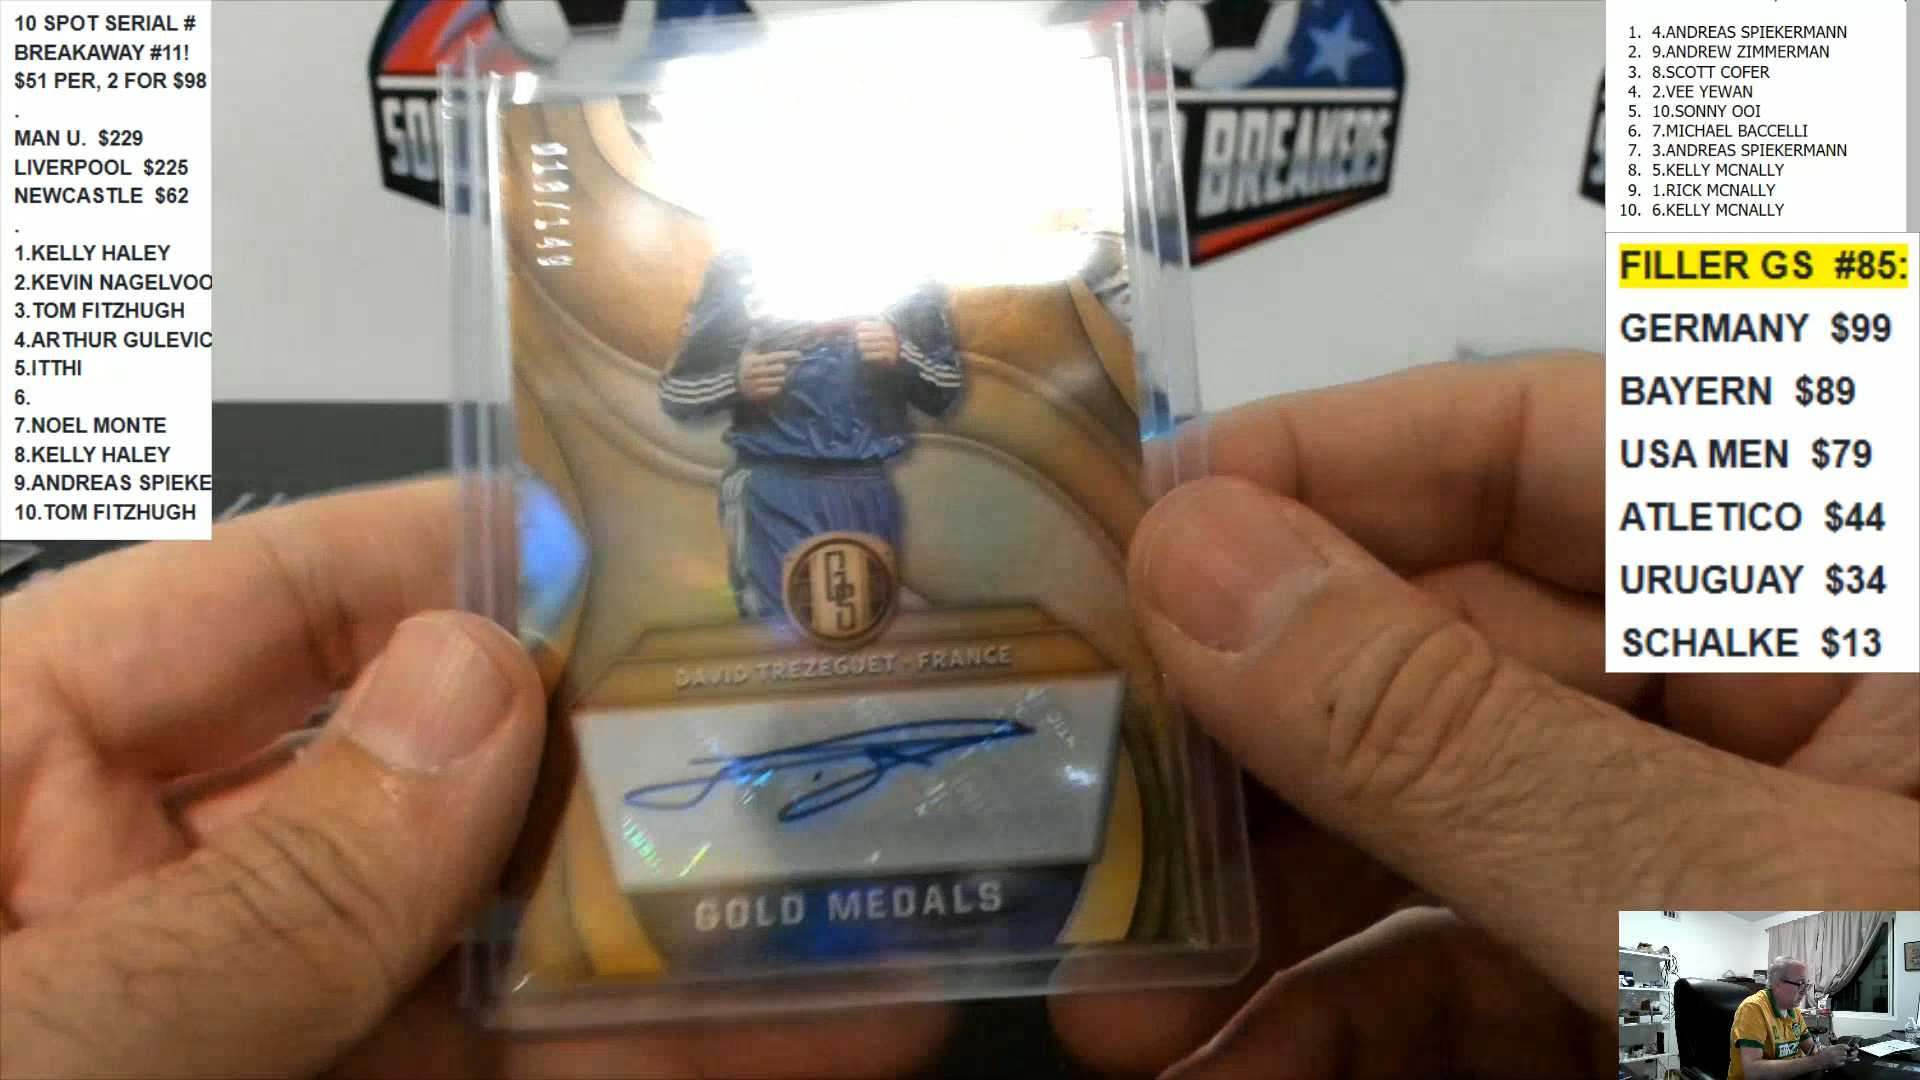 10 SPOT SERIAL #
BREAKAWAY #11!
$51 PER, 2 FOR $98
.
MAN U. $229
LIVERPOOL $225
NEWCASTLE $62
.
1.KELLY HALEY
2.KEVIN NAGELVOO
3.TOM FITZHUGH
4.ARTHUR GULEVIC
5.ITTHI
6.
7.NOEL MONTE
8.KELLY HALEY
9.ANDREAS SPIEKE
10.TOM FITZHUGH
BREAKERS
/149
GS
DAVID TREZEGUET - FRANCE
GOLD MEDALS
1. 4.ANDREAS SPIEKERMANN
2. 9.ANDREW ZIMMERMAN
3. 8.SCOTT COFER
4. 2.VEE YEWAN
5. 10.SONNY OOI
6. 7.MICHAEL BACCELLI
7. 3.ANDREAS SPIEKERMANN
8. 5.KELLY MCNALLY
9. 1.RICK MCNALLY
10. 6.KELLY MCNALLY
FILLER GS #85:
GERMANY $99
BAYERN $89
USA MEN $79
ATLETICO $44
URUGUAY $34
SCHALKE $13